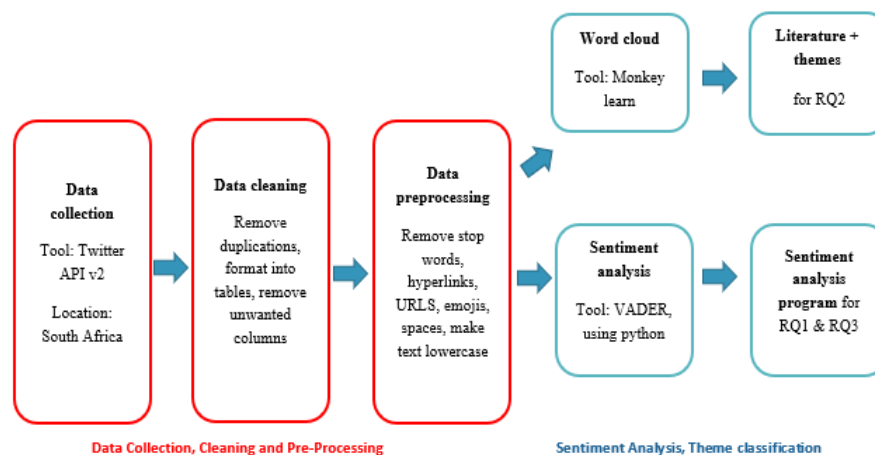 Data
collection
Tool: Twitter
API v2
Location:
South Africa
Data cleaning
Remove
duplications,
format into
tables, remove
unwanted
columns
Data
preprocessing
Remove stop
words,
hyperlinks,
URLS, emojis,
spaces, make
text lowercase
Word cloud
Tool: Monkey
learn
Literature +
themes
for RQ2
Sentiment
analysis
Tool: VADER,
using python
Sentiment
analysis
program for
RQ1 & RQ3
Data Collection, Cleaning and Pre-Processing
Sentiment Analysis, Theme classification